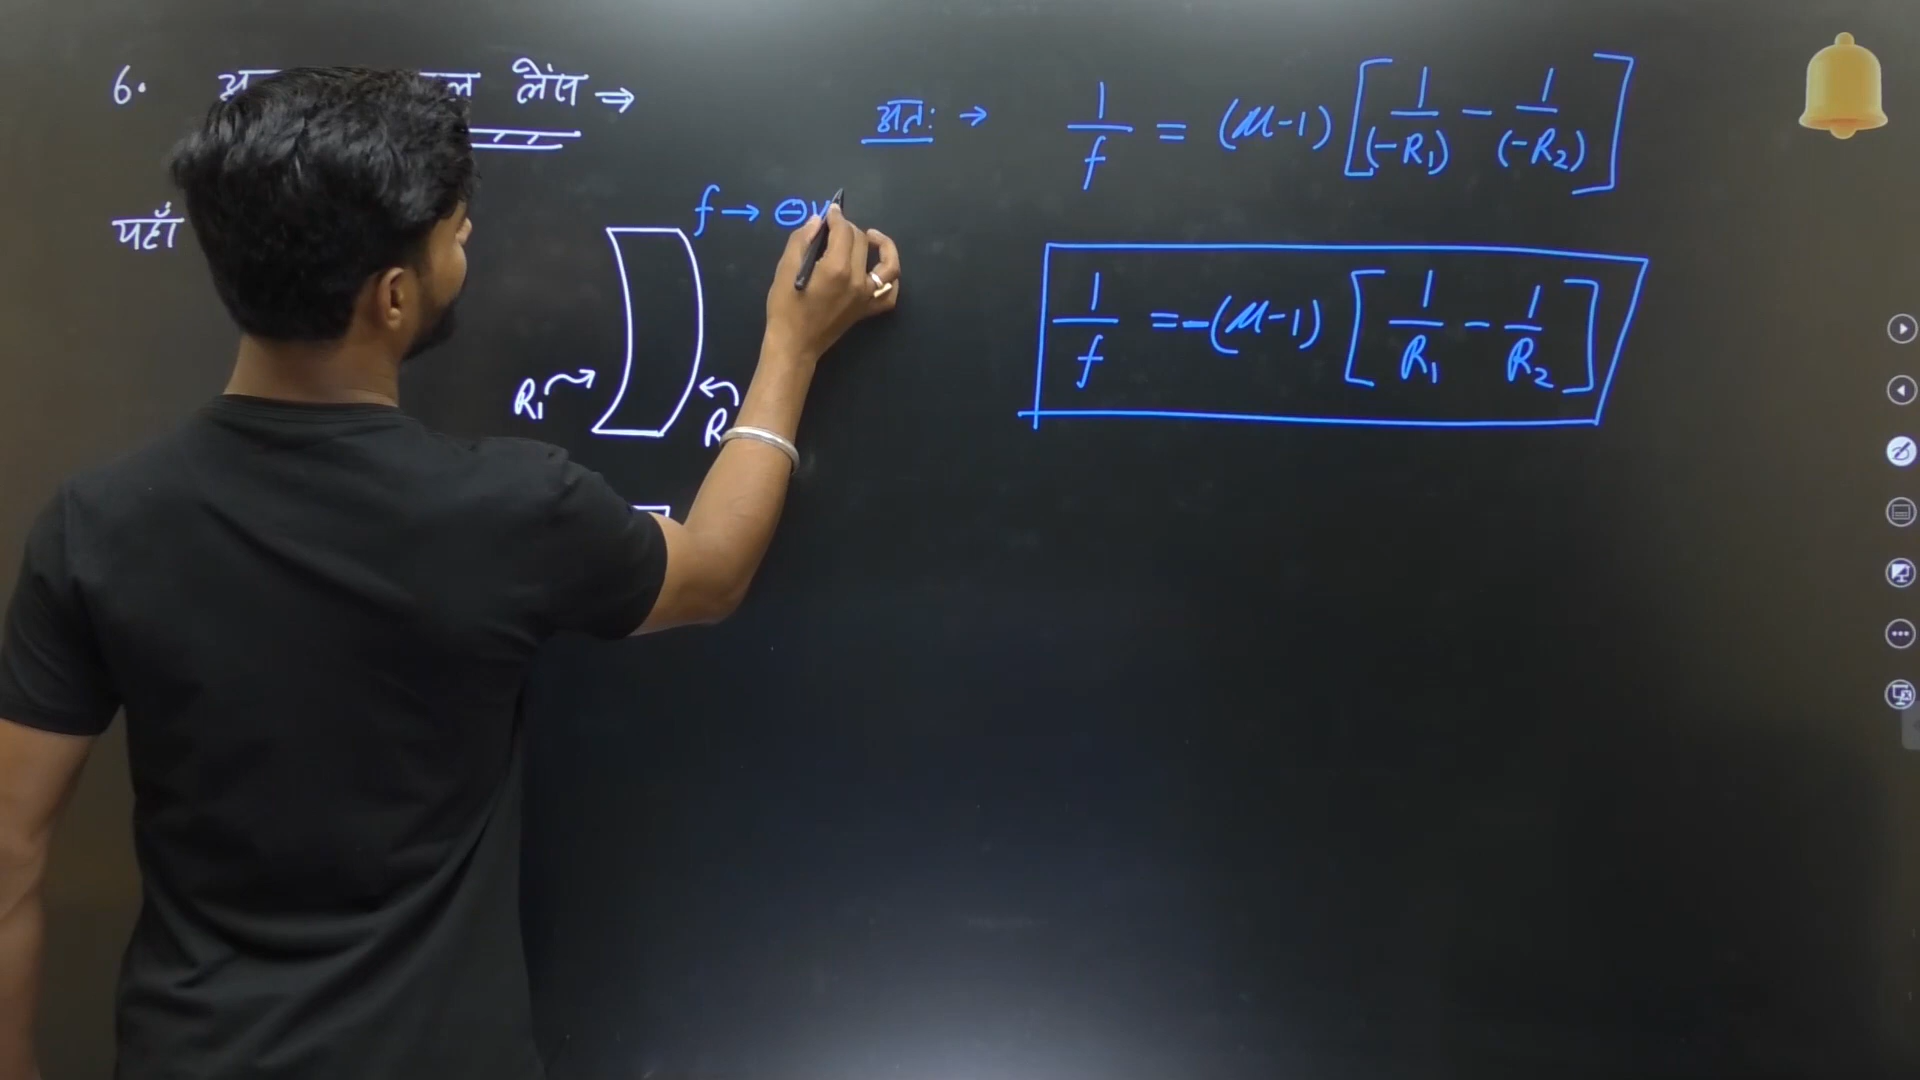 6. लेंस →
यहाँ
f → ⊖v
R₁
R
अतः → 1/f = (μ-1) [1/(-R₁) - 1/(-R₂)]
1/f = -(μ-1) [1/R₁ - 1/R₂]